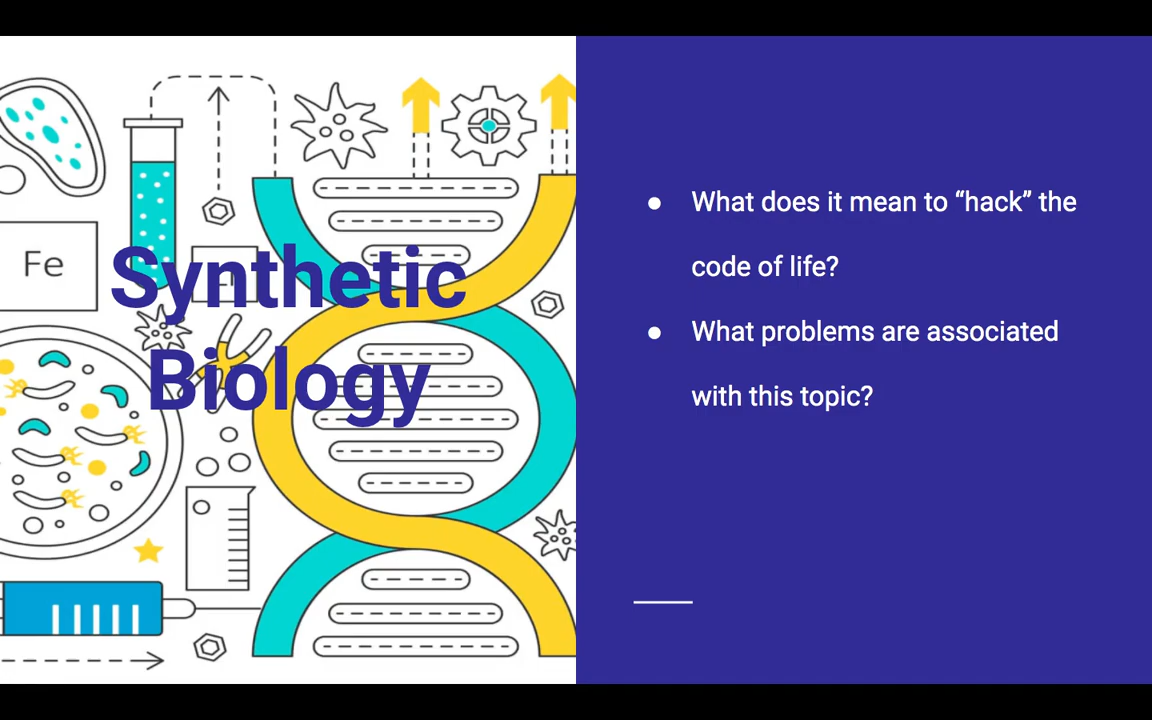 Fe
Synthetic
Biology
● What does it mean to “hack” the
code of life?
● What problems are associated
with this topic?